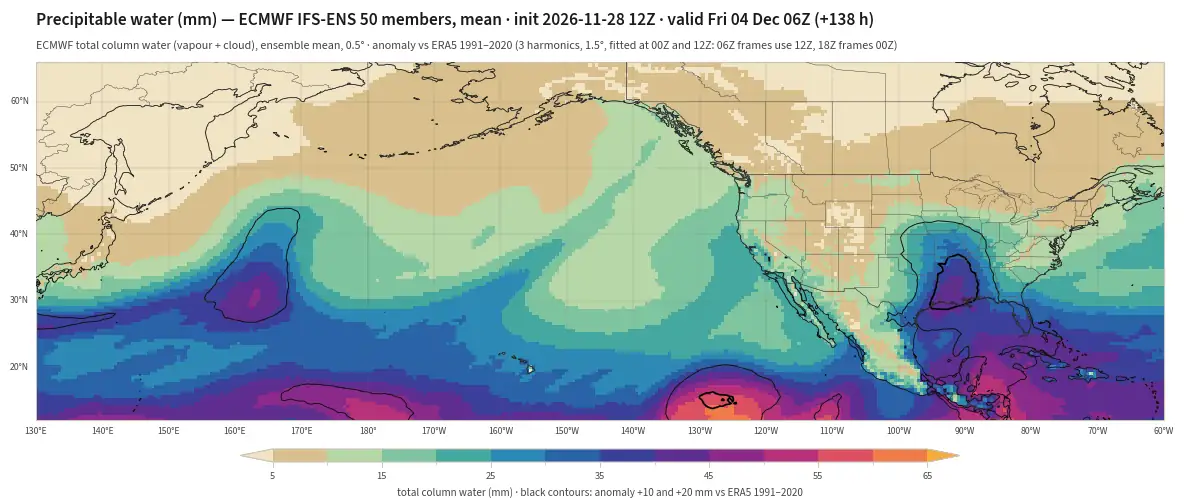 Precipitable water (mm) — ECMWF IFS-ENS 50 members, mean · init 2026-11-28 12Z · valid Fri 04 Dec 06Z (+138 h)
ECMWF total column water (vapour + cloud), ensemble mean, 0.5° · anomaly vs ERA5 1991–2020 (3 harmonics, 1.5°, fitted at 00Z and 12Z: 06Z frames use 12Z, 18Z frames 00Z)
60°N
50°N
40°N
30°N
20°N
130°E 140°E 150°E 160°E 170°E 180° 170°W 160°W 150°W 140°W 130°W 120°W 110°W 100°W 90°W 80°W 70°W 60°W
5 15 25 35 45 55 65
total column water (mm) · black contours: anomaly +10 and +20 mm vs ERA5 1991–2020